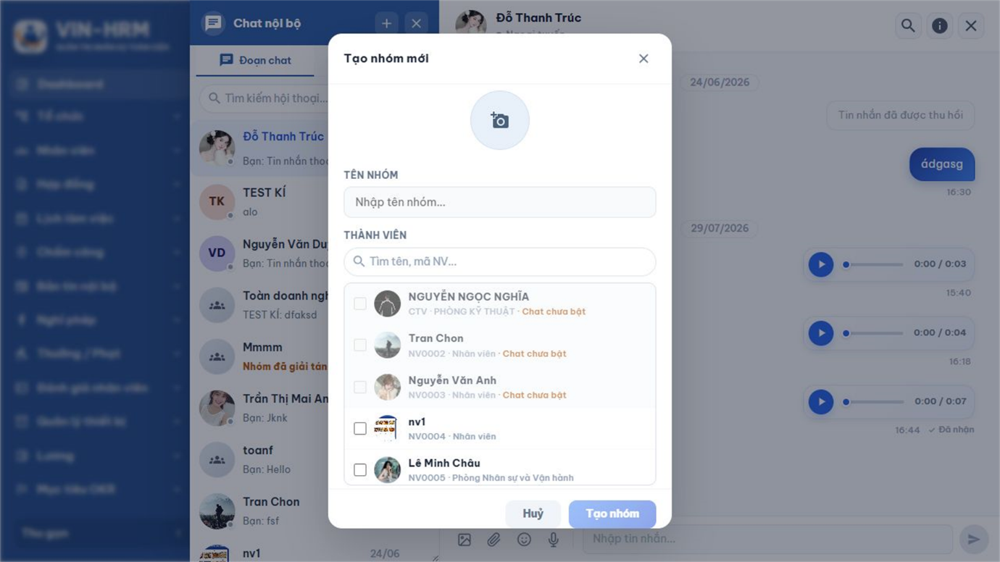 VIN-HRM
Dashboard
Tổ chức
Nhân viên
Hợp đồng
Lịch làm việc
Chấm công
Bản tin nội bộ
Nghỉ phép
Thưởng / Phạt
Đánh giá nhân viên
Quản lý thiết bị
Lương
Mục tiêu OKR
Thu gọn
Chat nội bộ
Đoạn chat
Tìm kiếm hội thoại...
Đỗ Thanh Trúc
Bạn: Tin nhắn thoạ
TK
TEST KÍ
alo
VD
Nguyễn Văn Du
Bạn: Tin nhắn thoạ
Toàn doanh ngh
TEST KÍ: dfaksd
Mmmm
Nhóm đã giải tán
Trần Thị Mai An
Bạn: Jknk
toanf
Bạn: Hello
Tran Chon
Bạn: fsf
nv1
24/06
Tạo nhóm mới
TÊN NHÓM
Nhập tên nhóm...
THÀNH VIÊN
Tìm tên, mã NV...
NGUYỄN NGỌC NGHĨA
CTV · PHÒNG KỸ THUẬT · Chat chưa bật
Tran Chon
NV0002 · Nhân viên · Chat chưa bật
Nguyễn Văn Anh
NV0003 · Nhân viên · Chat chưa bật
nv1
NV0004 · Nhân viên
Lê Minh Châu
NV0005 · Phòng Nhân sự và Vận hành
Huỷ
Tạo nhóm
Đỗ Thanh Trúc
Ngoại tuyến
24/06/2026
Tin nhắn đã được thu hồi
ádgasg
16:30
29/07/2026
0:00 / 0:03
15:40
0:00 / 0:04
16:18
0:00 / 0:07
16:44 ✓ Đã nhận
Nhập tin nhắn...